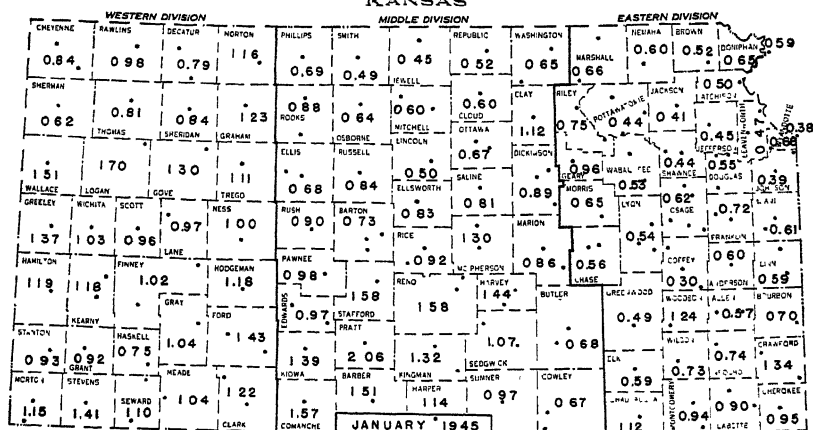 KANSAS
WESTERN DIVISION MIDDLE DIVISION EASTERN DIVISION
CHEYENNE RAWLINS DECATUR NORTON PHILLIPS SMITH REPUBLIC WASHINGTON NEMAHA BROWN
0.84 0.98 0.79 1.16 0.69 0.49 0.45 0.52 0.65 MARSHALL 0.66 0.60 0.52 DONIPHAN 0.65 0.59
JEWELL
SHERMAN CLAY RILEY POTTAWATOMIE JACKSON 0.50 ATCHISON
0.62 0.81 0.84 1.23 0.88 0.64 0.60 0.60 1.12 0.75 0.44 0.41 0.45 0.47 0.38
THOMAS SHERIDAN GRAHAM ROOKS OSBORNE MITCHELL CLOUD JEFFERSON LEAVENWORTH 0.68
ELLIS RUSSELL LINCOLN OTTAWA DICKINSON
1.51 1.70 1.30 1.11 0.68 0.84 0.50 0.67 0.89 0.96 0.53 0.44 0.55 0.39
WALLACE LOGAN GOVE TREGO ELLSWORTH SALINE GEARY WABAUNSEE SHAWNEE DOUGLAS JOHNSON
0.83 0.81
GREELEY WICHITA SCOTT NESS RUSH BARTON MORRIS LYON MIAMI
1.37 1.03 0.96 0.97 1.00 0.90 0.73 1.30 0.65 0.62 0.72 0.61
LANE RICE MARION OSAGE FRANKLIN
0.92 MC PHERSON 0.86 0.54
HAMILTON FINNEY HODGEMAN PAWNEE COFFEY 0.60 LINN
1.19 1.18 1.02 1.18 0.98 0.56 0.30 ANDERSON 0.59
KEARNY CHASE
GRAY FORD EDWARDS 1.58 RENO HARVEY BUTLER GREENWOOD WOODSON ALLEN BOURBON
1.04 1.43 0.97 STAFFORD 1.58 1.44 0.49 1.24 0.57 0.70
STANTON HASKELL PRATT
0.93 0.92 0.75 1.39 2.06 1.32 1.07 0.68 ELK WILSON 0.74 CRAWFORD
GRANT KIOWA KINGMAN SEDGWICK 0.59 0.73 1.34
MORTON STEVENS MEADE BARBER HARPER SUMNER COWLEY CHEROKEE
1.15 1.41 SEWARD 1.10 1.04 1.22 1.57 1.51 1.14 0.97 0.67 1.12 MONTGOMERY 0.94 0.90 0.95
CLARK COMANCHE LABETTE
JANUARY 1945